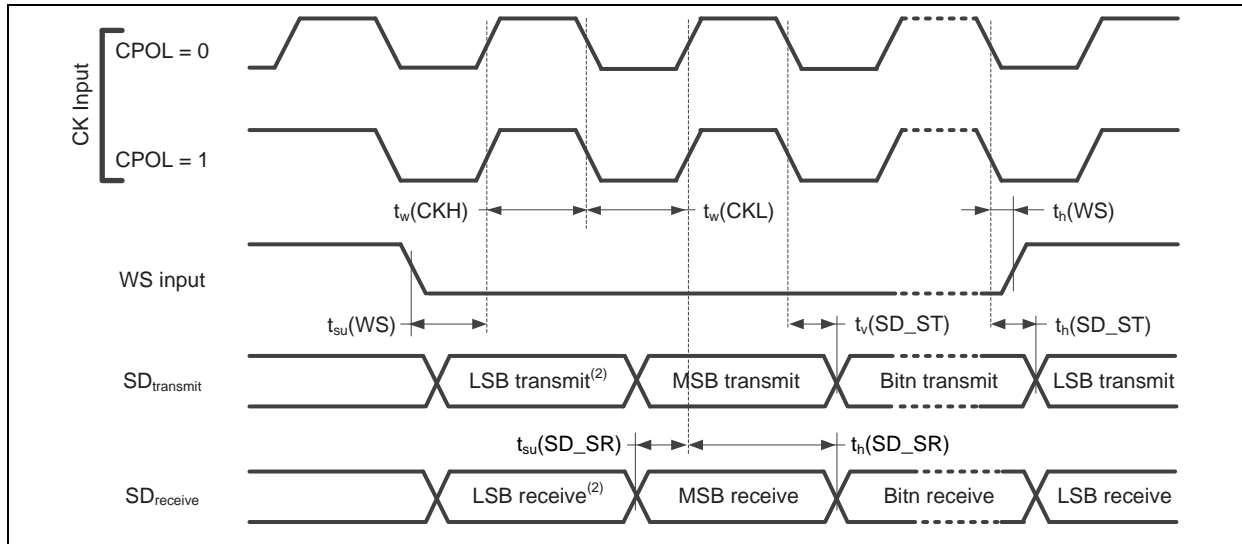 CK Input
CPOL = 0
CPOL = 1
tw(CKH)
tw(CKL)
th(WS)
WS input
tsu(WS)
tv(SD_ST)
th(SD_ST)
SDtransmit
LSB transmit(2)
MSB transmit
Bitn transmit
LSB transmit
tsu(SD_SR)
th(SD_SR)
SDreceive
LSB receive(2)
MSB receive
Bitn receive
LSB receive